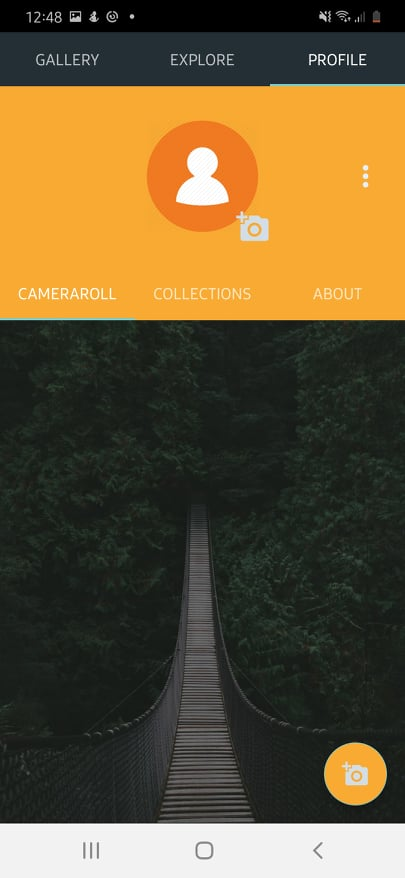 12:48
GALLERY EXPLORE PROFILE
CAMERAROLL COLLECTIONS ABOUT